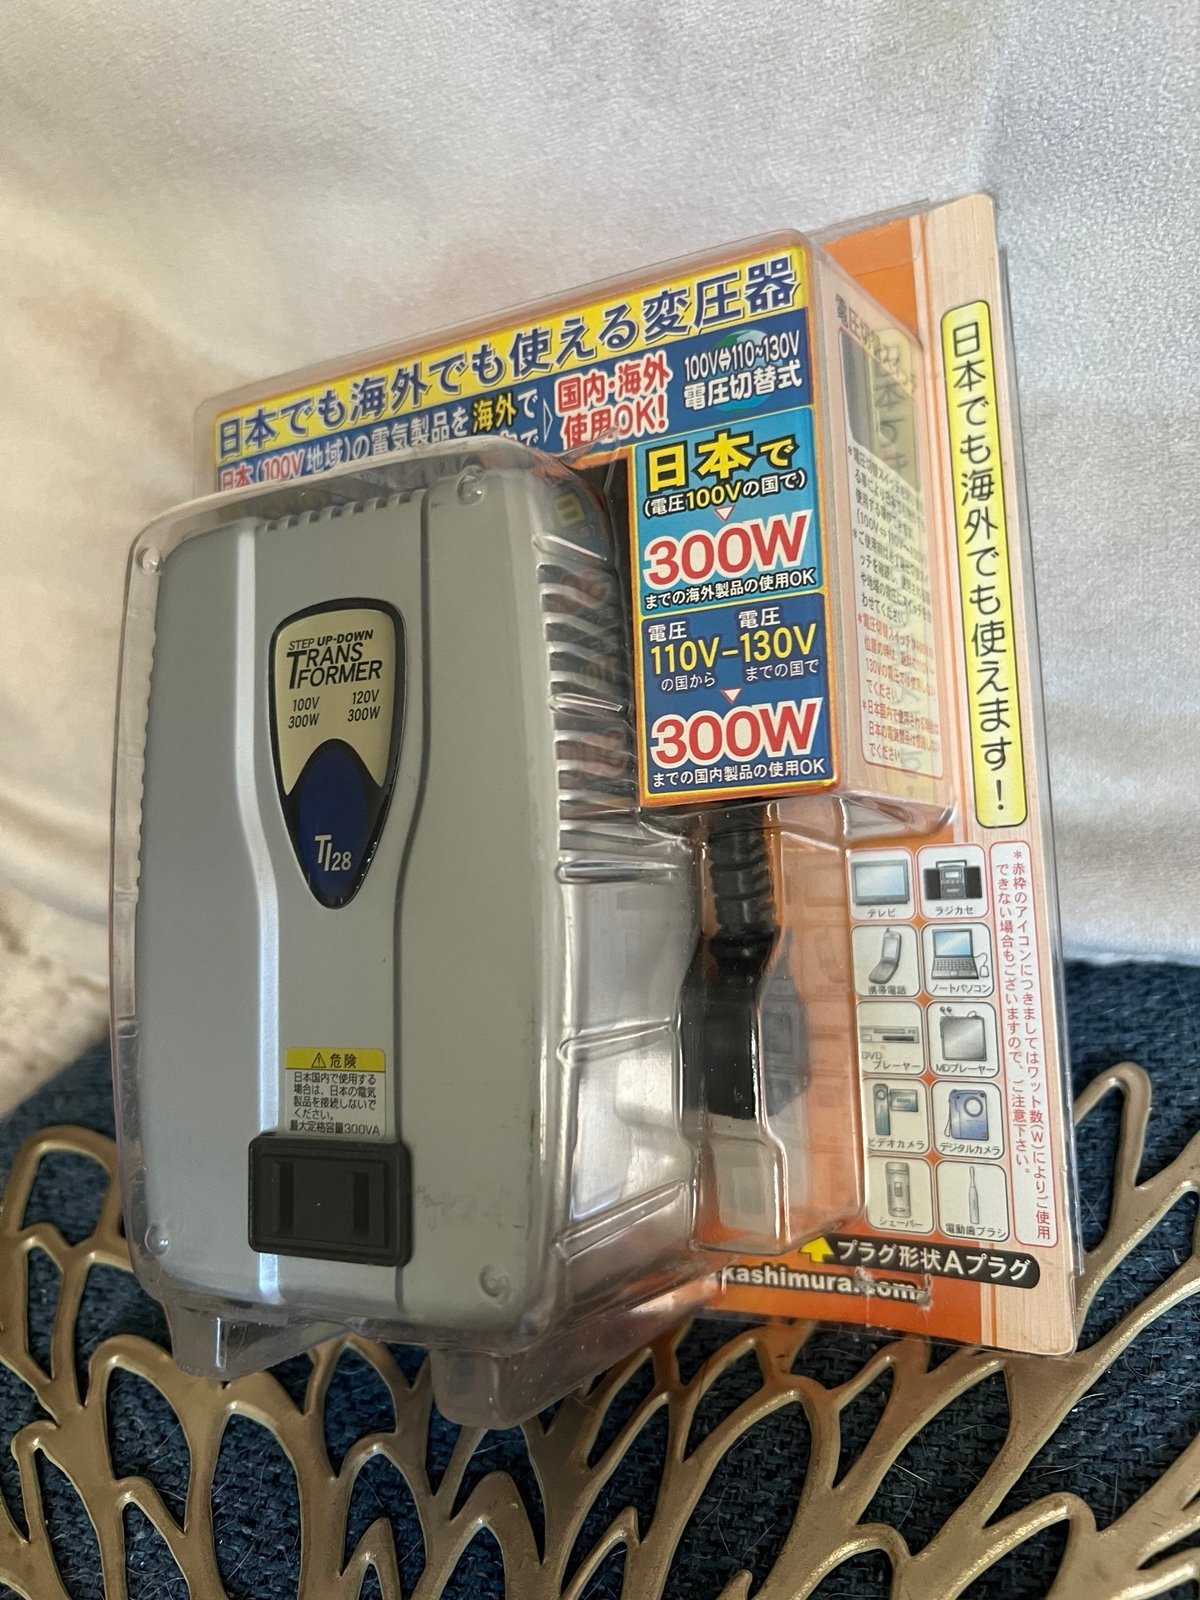 日本でも海外でも使える変圧器
日本(100V地域)の電気製品を海外で
国内・海外
使用OK!
100V⇔110~130V
電圧切替式
日本で
(電圧100Vの国で)
300W
までの海外製品の使用OK
電圧 電圧
110V-130V
の国から までの国で
300W
までの国内製品の使用OK
STEP UP-DOWN
TRANS
FORMER
100V 120V
300W 300W
TI28
危険
日本国内で使用する
場合は、日本の電気
製品を接続しないで
ください。
最大定格容量300VA
日本でも海外でも使えます!
テレビ
ラジカセ
携帯電話
ノートパソコン
DVD
プレーヤー
MDプレーヤー
ビデオカメラ
デジタルカメラ
シェーバー
電動歯ブラシ
*赤枠のアイコンにつきましてはワット数(W)によりご使用
できない場合もございますので、ご注意下さい。
プラグ形状Aプラグ
kashimura.com